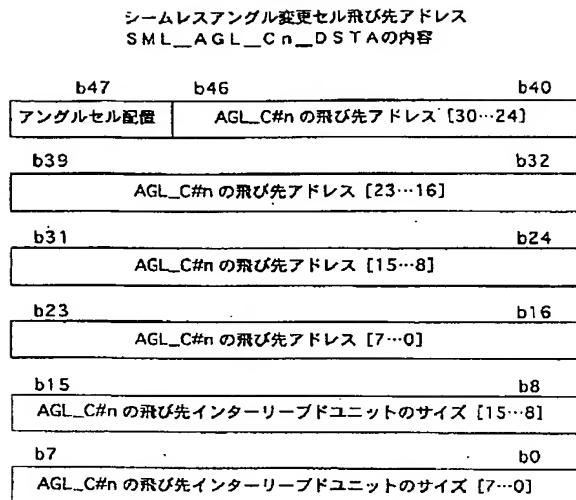 シームレスアングル変更セル飛び先アドレス
SML__AGL__Cn__DSTAの内容
b47 b46 b40
アングルセル配置 AGL_C#n の飛び先アドレス [30…24]
b39 b32
AGL_C#n の飛び先アドレス [23…16]
b31 b24
AGL_C#n の飛び先アドレス [15…8]
b23 b16
AGL_C#n の飛び先アドレス [7…0]
b15 b8
AGL_C#n の飛び先インターリーブドユニットのサイズ [15…8]
b7 b0
AGL_C#n の飛び先インターリーブドユニットのサイズ [7…0]